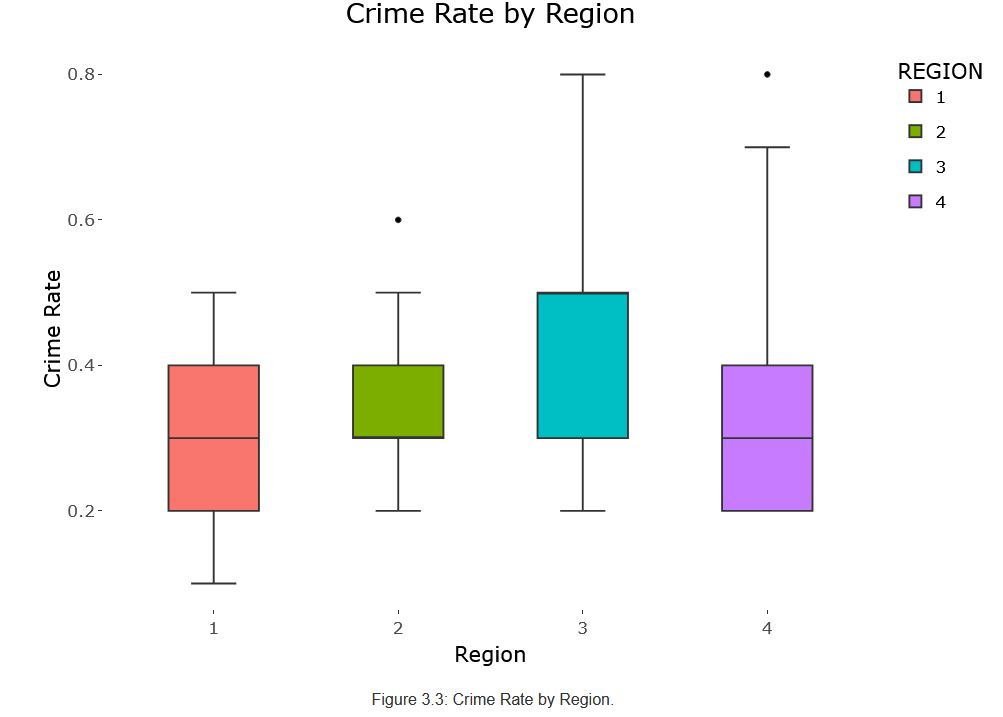 Crime Rate by Region
REGION
1
2
3
4
0.8
0.6
0.4
0.2
Crime Rate
1 2 3 4
Region
Figure 3.3: Crime Rate by Region.